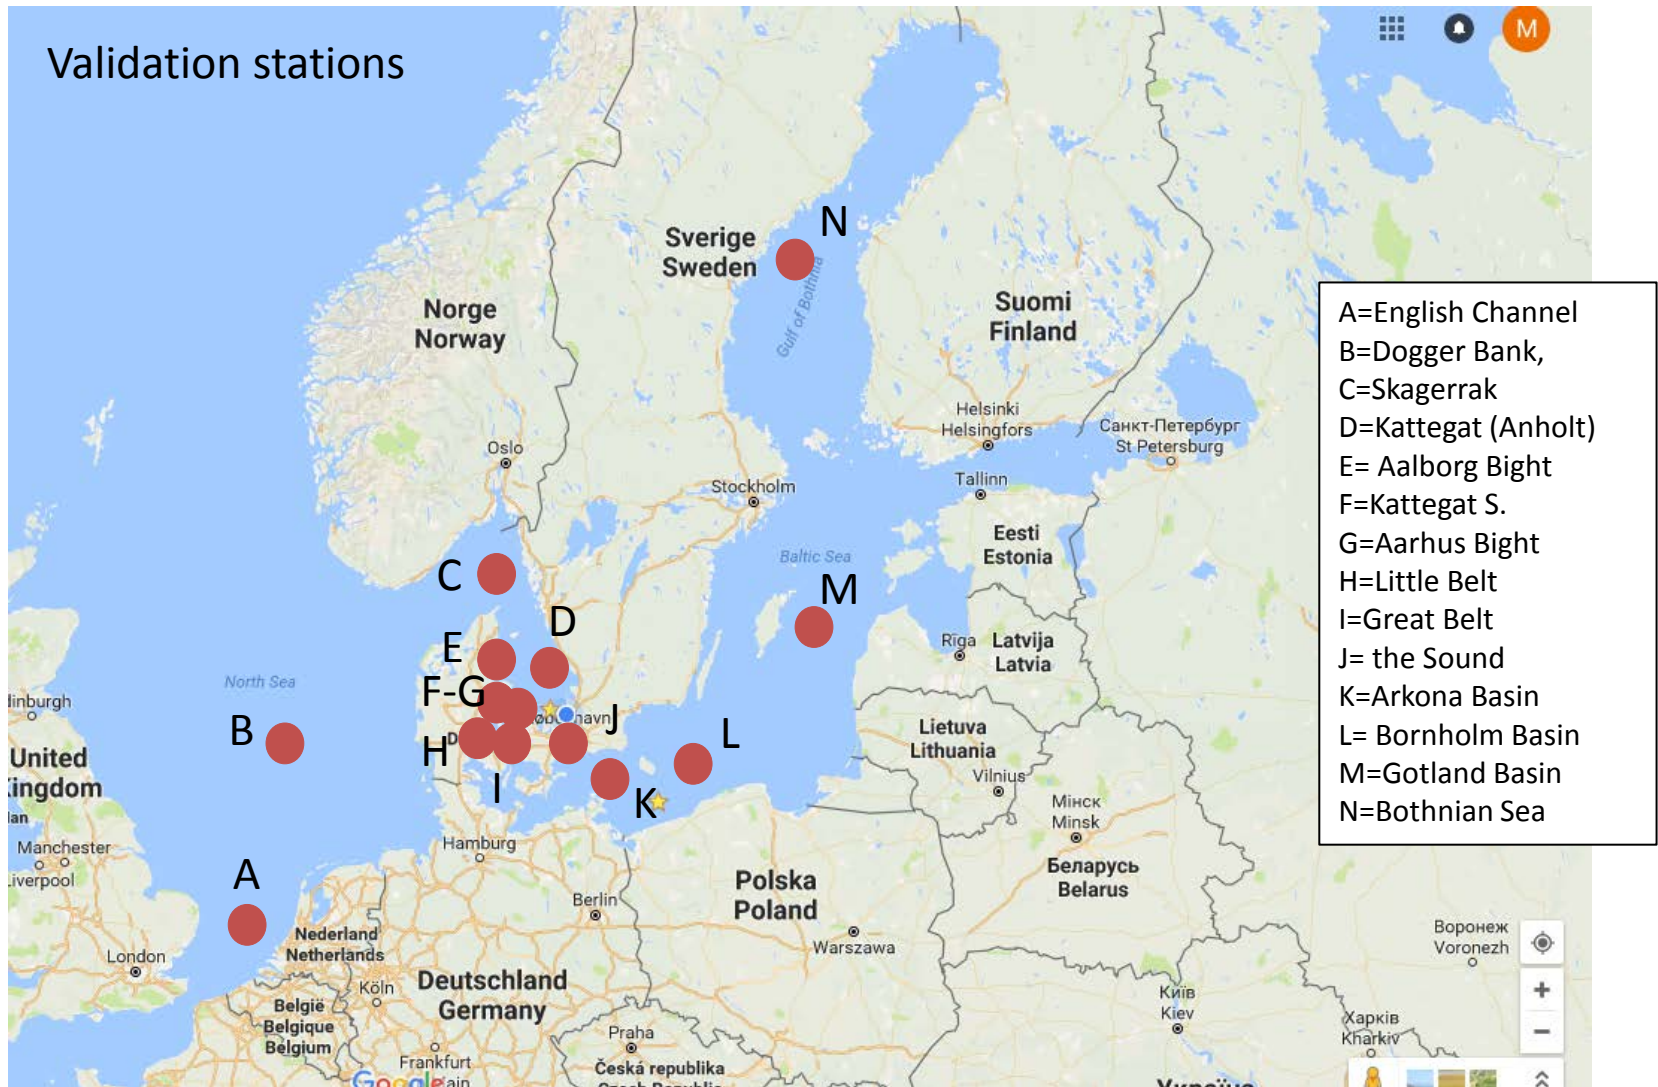 Validation stations
M
N
Sverige
Sweden
Gulf of Bothnia
Norge
Norway
Suomi
Finland
A=English Channel
B=Dogger Bank,
C=Skagerrak
D=Kattegat (Anholt)
E= Aalborg Bight
F=Kattegat S.
G=Aarhus Bight
H=Little Belt
I=Great Belt
J= the Sound
K=Arkona Basin
L= Bornholm Basin
M=Gotland Basin
N=Bothnian Sea
Helsinki
Helsingfors
Санкт-Петербург
St Petersburg
Oslo
Stockholm
Tallinn
Eesti
Estonia
Baltic Sea
C
M
D
E
Rīga
Latvija
Latvia
North Sea
F-G
dinburgh
B
H
J
L
I
K
Lietuva
Lithuania
Vilnius
United
Kingdom
Manchester
Liverpool
Мінск
Minsk
Hamburg
Беларусь
Belarus
A
Berlin
Polska
Poland
Warszawa
Nederland
Netherlands
London
Воронеж
Voronezh
Köln
Deutschland
Germany
België
Belgique
Belgium
Київ
Kiev
Харків
Kharkiv
Praha
Česká republika
Frankfurt
Google
+
−